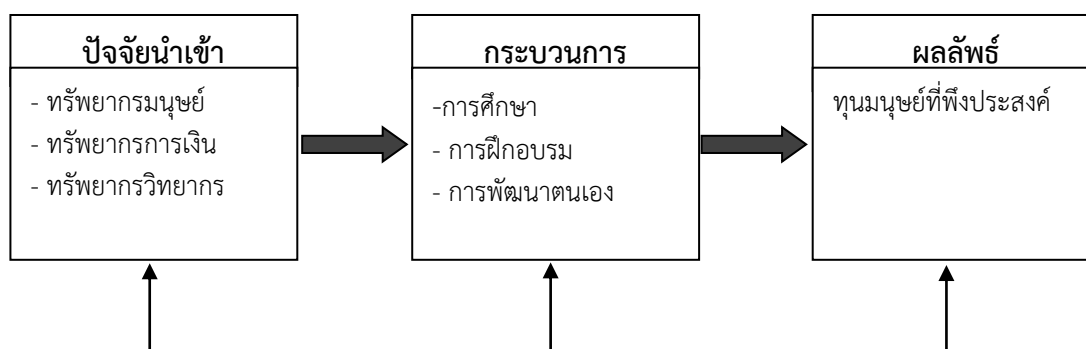 ปัจจัยนำเข้า
- ทรัพยากรมนุษย์
- ทรัพยากรการเงิน
- ทรัพยากรวิทยากร
กระบวนการ
-การศึกษา
- การฝึกอบรม
- การพัฒนาตนเอง
ผลลัพธ์
ทุนมนุษย์ที่พึงประสงค์